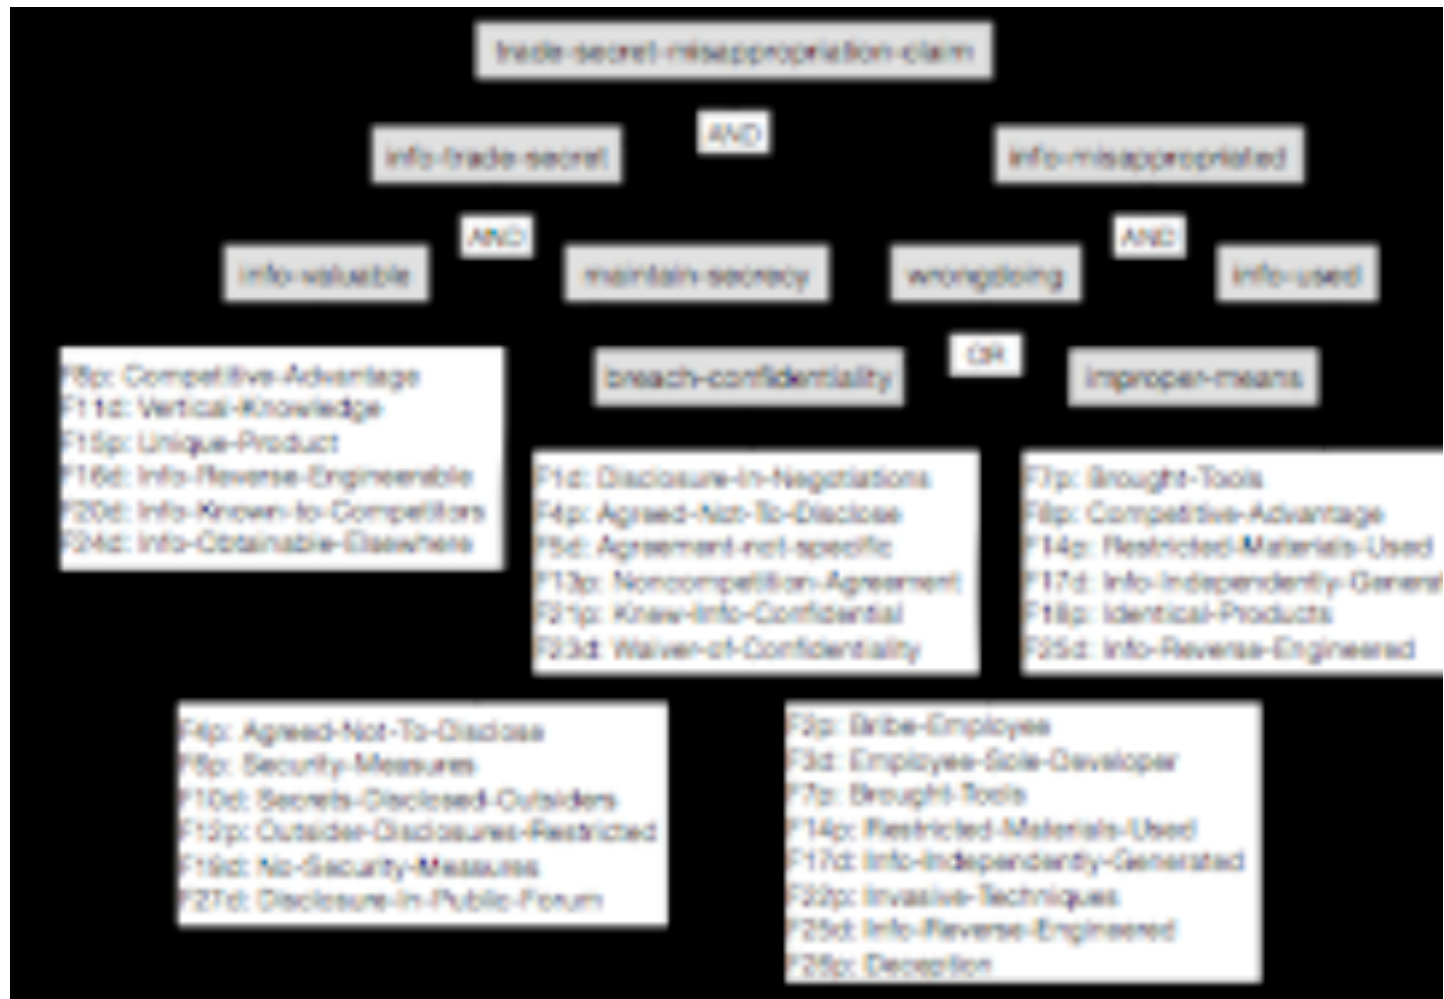 trade-secret-misappropriation-claim
AND
info-trade-secret
info-misappropriated
AND
AND
info-valuable
maintain-secrecy
wrongdoing
info-used
OR
breach-confidentiality
improper-means
F8p: Competitive-Advantage
F11d: Vertical-Knowledge
F15p: Unique-Product
F16d: Info-Reverse-Engineerable
F20d: Info-Known-to-Competitors
F24d: Info-Obtainable-Elsewhere
F1d: Disclosure-In-Negotiations
F4p: Agreed-Not-To-Disclose
F5d: Agreement-not-specific
F13p: Noncompetition-Agreement
F21p: Knew-Info-Confidential
F23d: Waiver-of-Confidentiality
F7p: Brought-Tools
F8p: Competitive-Advantage
F14p: Restricted-Materials-Used
F17d: Info-Independently-Generat
F18p: Identical-Products
F25d: Info-Reverse-Engineered
F4p: Agreed-Not-To-Disclose
F6p: Security-Measures
F10d: Secrets-Disclosed-Outsiders
F12p: Outsider-Disclosures-Restricted
F19d: No-Security-Measures
F27d: Disclosure-In-Public-Forum
F2p: Bribe-Employee
F3d: Employee-Sole-Developer
F7p: Brought-Tools
F14p: Restricted-Materials-Used
F17d: Info-Independently-Generated
F22p: Invasive-Techniques
F25d: Info-Reverse-Engineered
F26p: Deception